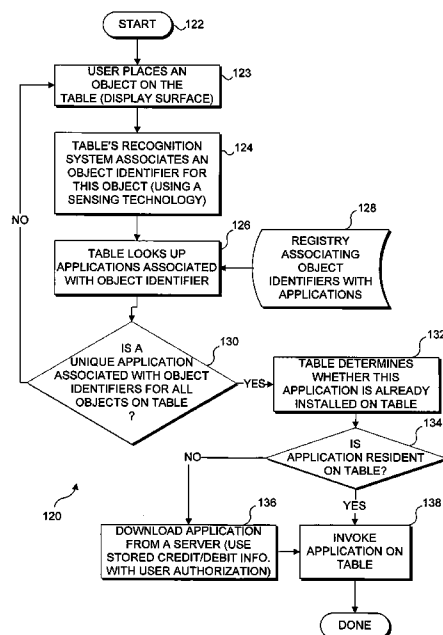 START
122
USER PLACES AN
OBJECT ON THE
TABLE (DISPLAY SURFACE)
123
TABLE'S RECOGNITION
SYSTEM ASSOCIATES AN
OBJECT IDENTIFIER FOR
THIS OBJECT (USING A
SENSING TECHNOLOGY)
124
NO
126
TABLE LOOKS UP
APPLICATIONS ASSOCIATED
WITH OBJECT IDENTIFIER
128
REGISTRY
ASSOCIATING
OBJECT
IDENTIFIERS WITH
APPLICATIONS
IS A
UNIQUE APPLICATION
ASSOCIATED WITH OBJECT
IDENTIFIERS FOR ALL
OBJECTS ON TABLE
?
130
YES
132
TABLE DETERMINES
WHETHER THIS
APPLICATION IS ALREADY
INSTALLED ON TABLE
134
IS
APPLICATION RESIDENT
ON TABLE?
NO
YES
120
136
DOWNLOAD APPLICATION
FROM A SERVER (USE
STORED CREDIT/DEBIT INFO.
WITH USER AUTHORIZATION)
138
INVOKE
APPLICATION ON
TABLE
DONE